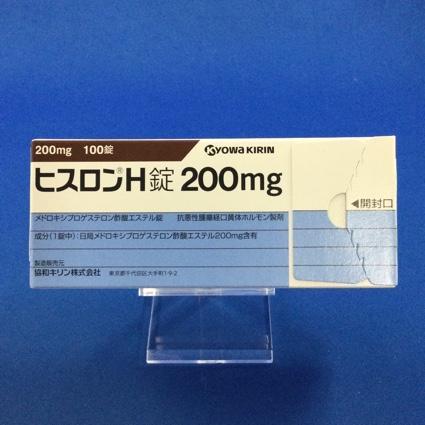 200mg 100錠
KYOWA KIRIN
ヒスロン®H錠 200mg
◀開封口
メドロキシプロゲステロン酢酸エステル錠 抗悪性腫瘍経口黄体ホルモン製剤
成分(1錠中):日局メドロキシプロゲステロン酢酸エステル200mg含有
製造販売元
協和キリン株式会社 東京都千代田区大手町1-9-2